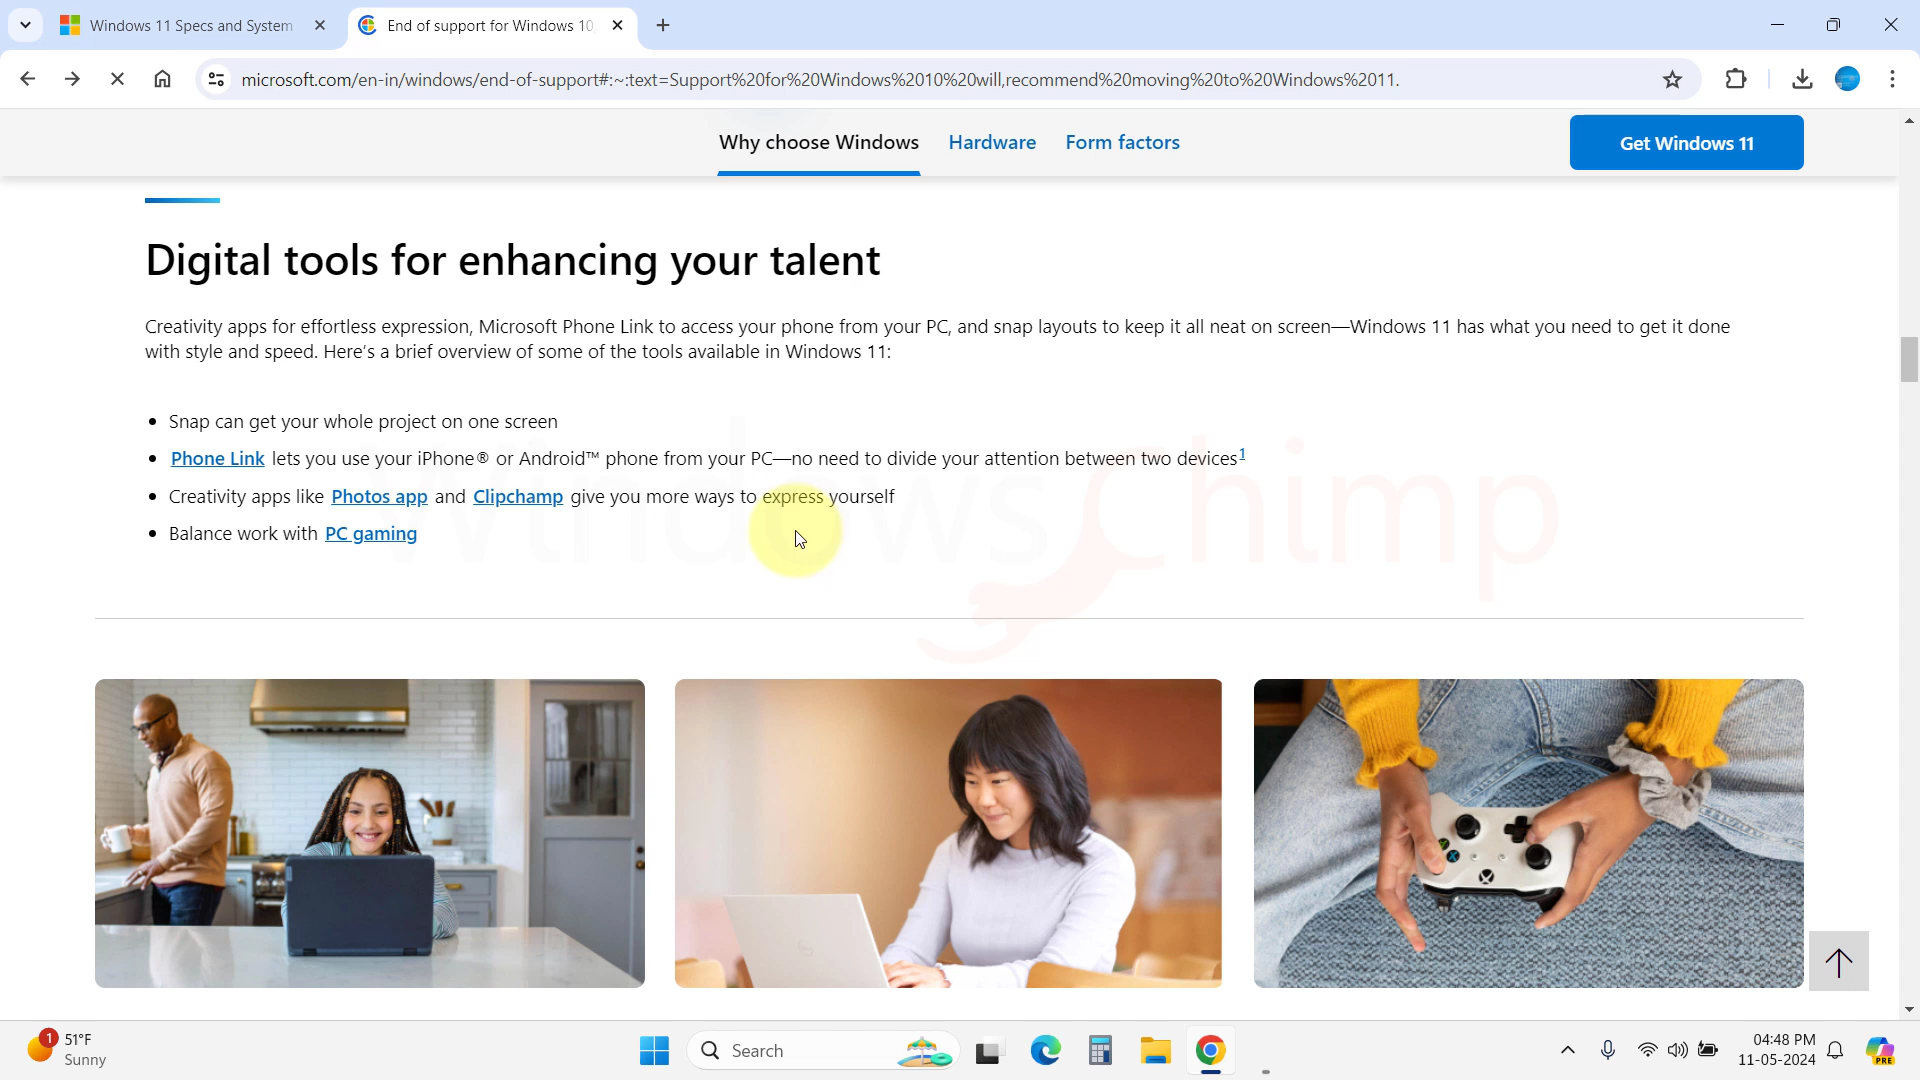 Windows 11 Specs and System
End of support for Windows 10,
microsoft.com/en-in/windows/end-of-support#:~:text=Support%20for%20Windows%2010%20will,recommend%20moving%20to%20Windows%2011.
Why choose Windows
Hardware
Form factors
Get Windows 11
Digital tools for enhancing your talent
Creativity apps for effortless expression, Microsoft Phone Link to access your phone from your PC, and snap layouts to keep it all neat on screen—Windows 11 has what you need to get it done
with style and speed. Here's a brief overview of some of the tools available in Windows 11:
• Snap can get your whole project on one screen
• Phone Link lets you use your iPhone® or Android™ phone from your PC—no need to divide your attention between two devices1
• Creativity apps like Photos app and Clipchamp give you more ways to express yourself
• Balance work with PC gaming
WindowsChimp
1
51°F
Sunny
Search
04:48 PM
11-05-2024
PRE